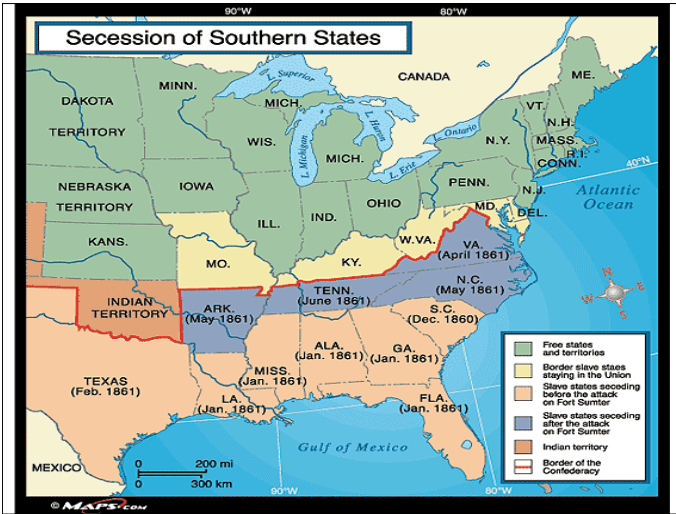 90°W
80°W
Secession of Southern States
CANADA
DAKOTA
TERRITORY
MINN.
L. Superior
MICH.
WIS.
L. Michigan
L. Huron
MICH.
L. Ontario
L. Erie
ME.
VT.
N.H.
MASS.
R.I.
CONN.
N.Y.
PENN.
N.J.
40°N
Atlantic
Ocean
NEBRASKA
TERRITORY
IOWA
ILL.
IND.
OHIO
MD.
DEL.
KANS.
MO.
KY.
W.VA.
VA.
(April 1861)
INDIAN
TERRITORY
ARK.
(May 1861)
TENN.
(June 1861)
N.C.
(May 1861)
S.C.
(Dec. 1860)
N
E
S
W
TEXAS
(Feb. 1861)
LA.
(Jan. 1861)
MISS.
(Jan. 1861)
ALA.
(Jan. 1861)
GA.
(Jan. 1861)
FLA.
(Jan. 1861)
Gulf of Mexico
MEXICO
0
200 mi
0
300 km
Free states
and territories
Border slave staes
staying in the Union
Slave states seceding
before the attack
on Fort Sumter
Slave states seceding
after the attack
on Fort Sumter
Indian territory
Border of the
Confederacy
90°W
80°W
© MAPS.COM